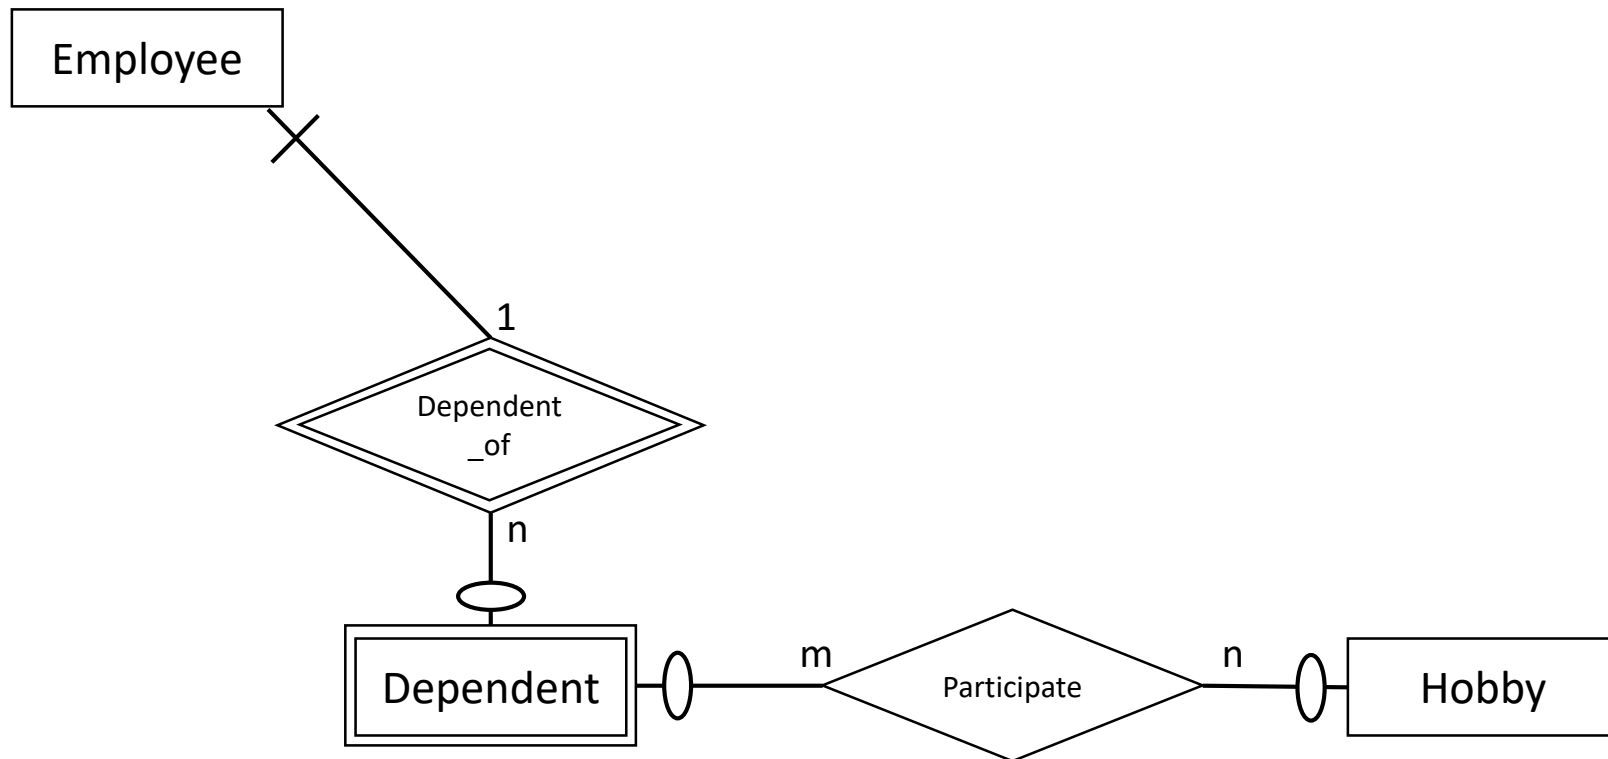 Employee
1
Dependent
_of
n
Dependent
m
Participate
n
Hobby